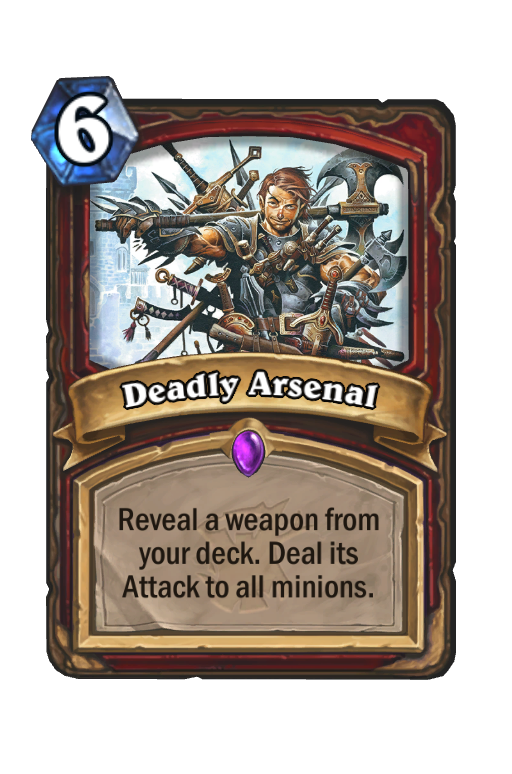 6
Deadly Arsenal
Reveal a weapon from
your deck. Deal its
Attack to all minions.